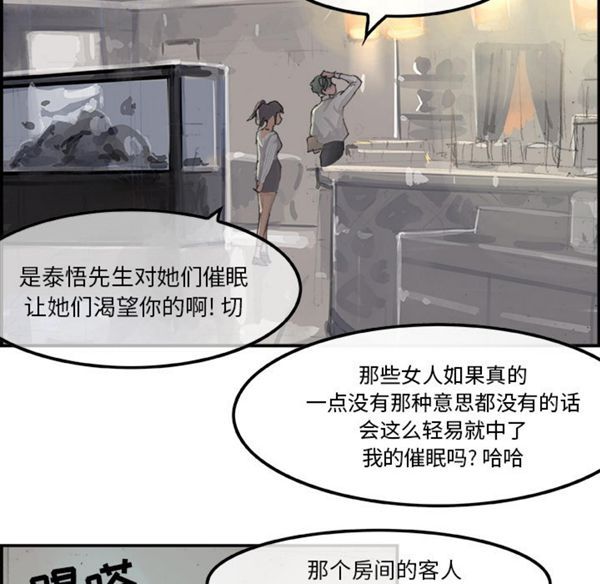 是泰悟先生对她们催眠
让她们渴望你的啊! 切
那些女人如果真的
一点没有那种意思都没有的话
会这么轻易就中了
我的催眠吗? 哈哈
那个房间的客人